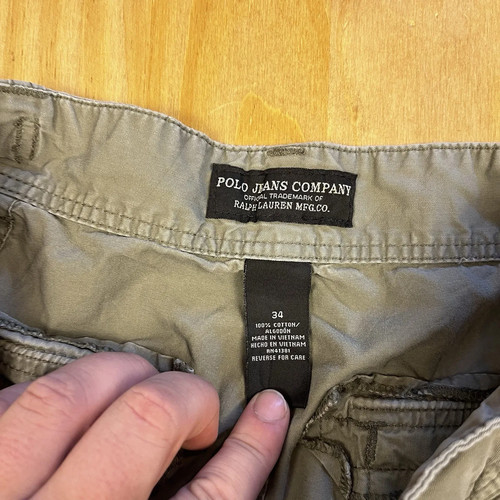 POLO JEANS COMPANY
OFFICIAL TRADEMARK OF
RALPH LAUREN MFG.CO.
34
100% COTTON/
ALGODÓN
MADE IN VIETNAM
HECHO EN VIETNAM
RN41381
REVERSE FOR CARE